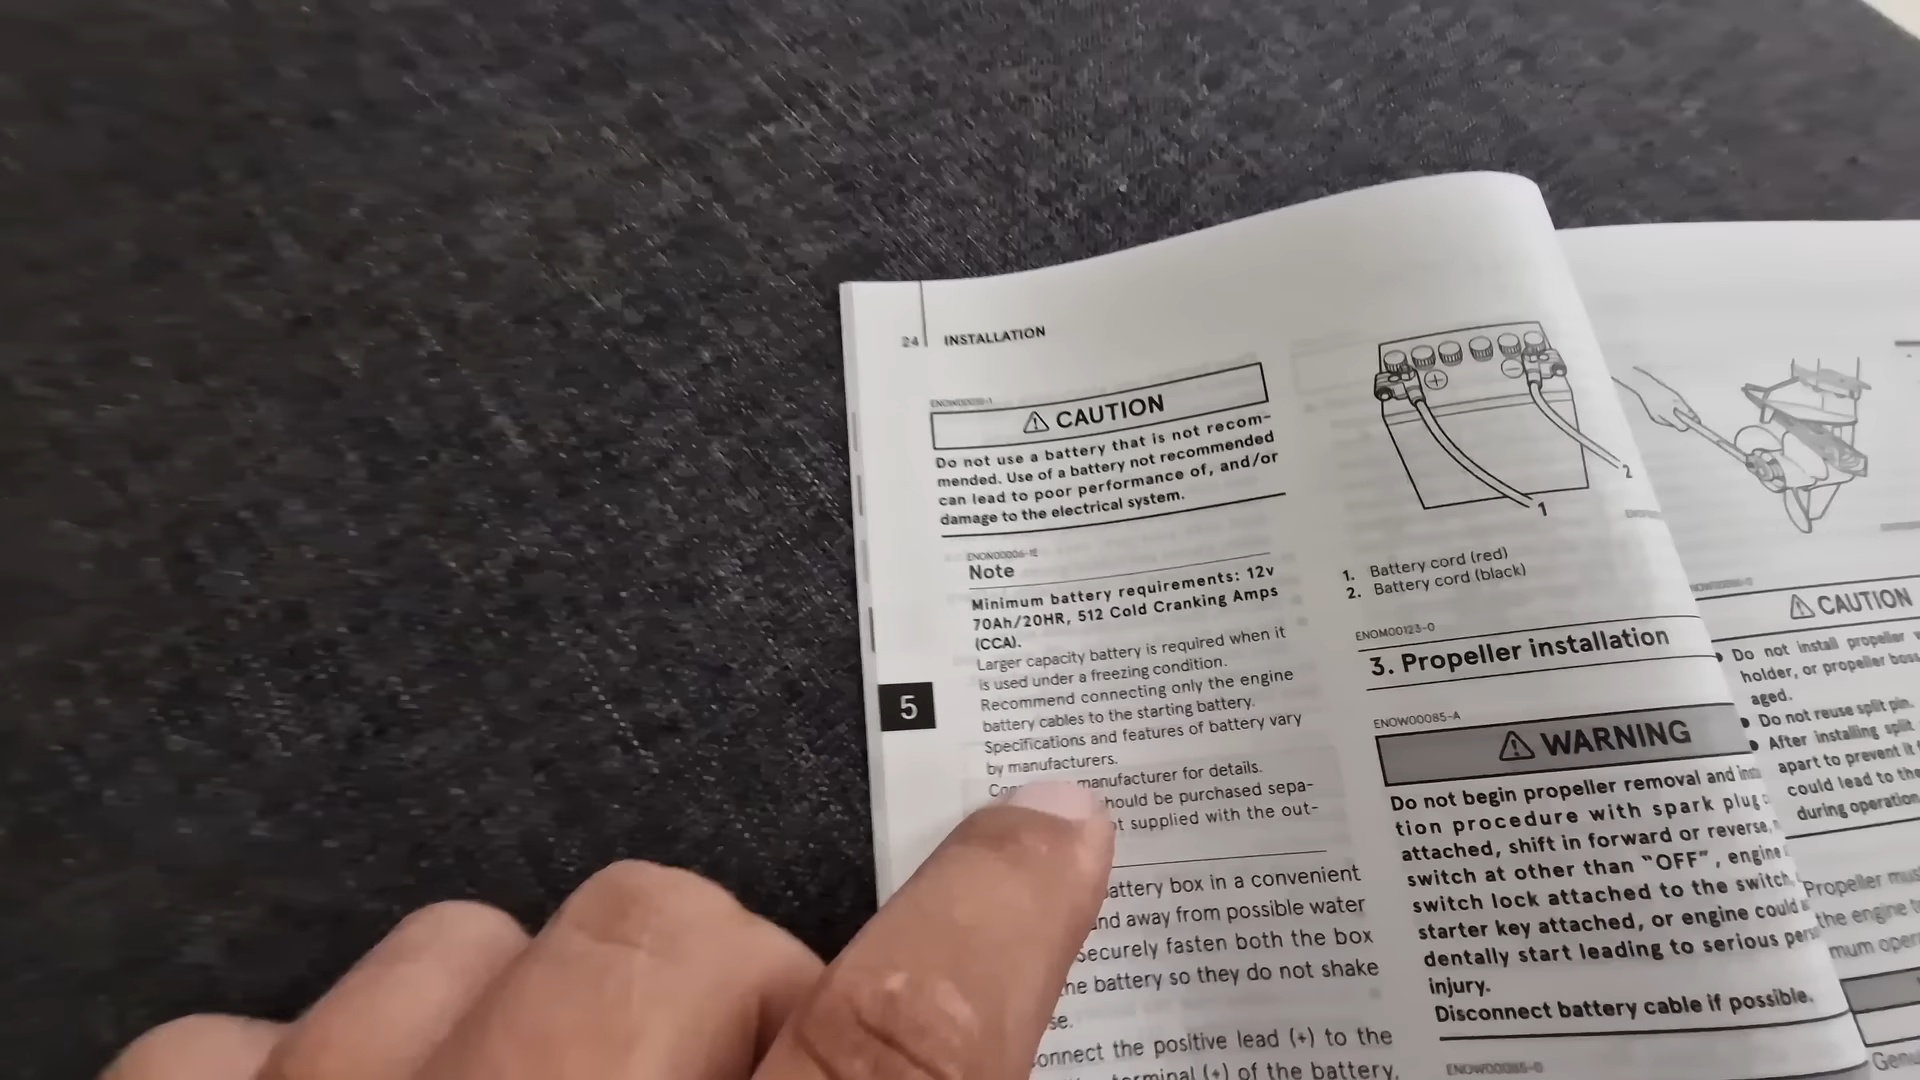 24 INSTALLATION
CAUTION
Do not use a battery that is not recom-
mended. Use of a battery not recommended
can lead to poor performance of, and/or
damage to the electrical system.
ENON00006-1E
Note
Minimum battery requirements: 12v
70Ah/20HR, 512 Cold Cranking Amps
(CCA).
Larger capacity battery is required when it
is used under a freezing condition.
Recommend connecting only the engine
battery cables to the starting battery.
Specifications and features of battery vary
by manufacturers.
manufacturer for details.
should be purchased sepa-
supplied with the out-
5
battery box in a convenient
and away from possible water
securely fasten both the box
the battery so they do not shake
onnect the positive lead (+) to the
terminal (+) of the battery,
+
−
2
1
1. Battery cord (red)
2. Battery cord (black)
ENOM00123-0
3. Propeller installation
ENOW00085-A
WARNING
Do not begin propeller removal and
tion procedure with spark plug
attached, shift in forward or reverse,
switch at other than “OFF”, engine
switch lock attached to the switch,
starter key attached, or engine could
dentally start leading to serious
injury.
Disconnect battery cable if possible.
CAUTION
Do not install propeller
holder, or propeller boss
aged.
Do not reuse split pin.
After installing split
apart to prevent it
could lead to the
during operation
Propeller
the engine
mum